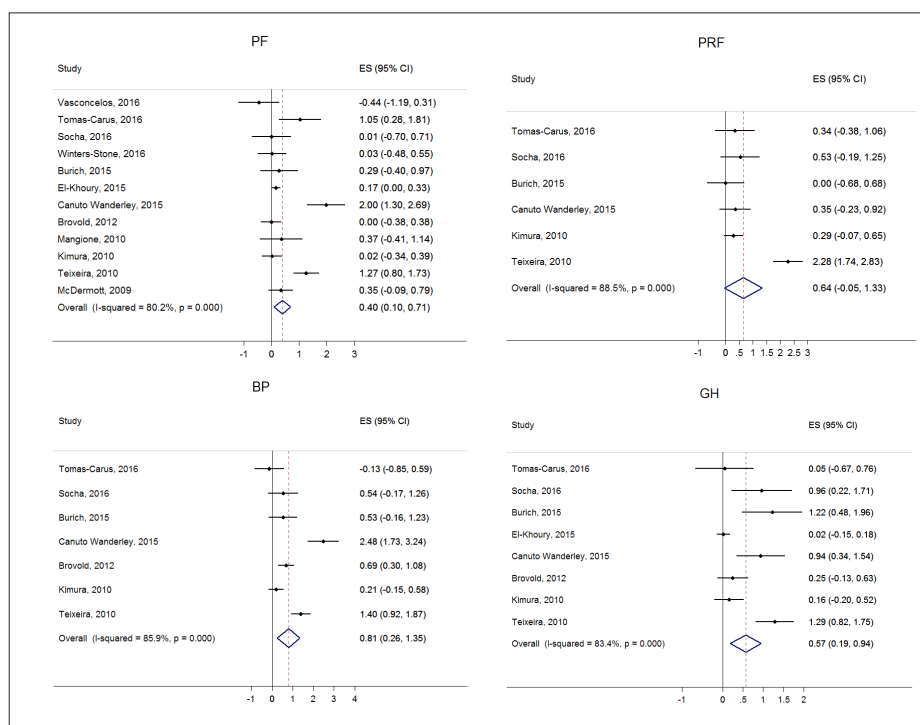 PF
Study ES (95% CI)
Vasconcelos, 2016 -0.44 (-1.19, 0.31)
Tomas-Carus, 2016 1.05 (0.28, 1.81)
Socha, 2016 0.01 (-0.70, 0.71)
Winters-Stone, 2016 0.03 (-0.48, 0.55)
Burich, 2015 0.29 (-0.40, 0.97)
El-Khoury, 2015 0.17 (0.00, 0.33)
Canuto Wanderley, 2015 2.00 (1.30, 2.69)
Brovold, 2012 0.00 (-0.38, 0.38)
Mangione, 2010 0.37 (-0.41, 1.14)
Kimura, 2010 0.02 (-0.34, 0.39)
Teixeira, 2010 1.27 (0.80, 1.73)
McDermott, 2009 0.35 (-0.09, 0.79)
Overall (I-squared = 80.2%, p = 0.000) 0.40 (0.10, 0.71)
-1 0 1 2 3
PRF
Study ES (95% CI)
Tomas-Carus, 2016 0.34 (-0.38, 1.06)
Socha, 2016 0.53 (-0.19, 1.25)
Burich, 2015 0.00 (-0.68, 0.68)
Canuto Wanderley, 2015 0.35 (-0.23, 0.92)
Kimura, 2010 0.29 (-0.07, 0.65)
Teixeira, 2010 2.28 (1.74, 2.83)
Overall (I-squared = 88.5%, p = 0.000) 0.64 (-0.05, 1.33)
-1 0 .5 1 1.5 2 2.5 3
BP
Study ES (95% CI)
Tomas-Carus, 2016 -0.13 (-0.85, 0.59)
Socha, 2016 0.54 (-0.17, 1.26)
Burich, 2015 0.53 (-0.16, 1.23)
Canuto Wanderley, 2015 2.48 (1.73, 3.24)
Brovold, 2012 0.69 (0.30, 1.08)
Kimura, 2010 0.21 (-0.15, 0.58)
Teixeira, 2010 1.40 (0.92, 1.87)
Overall (I-squared = 85.9%, p = 0.000) 0.81 (0.26, 1.35)
-1 0 1 2 3 4
GH
Study ES (95% CI)
Tomas-Carus, 2016 0.05 (-0.67, 0.76)
Socha, 2016 0.96 (0.22, 1.71)
Burich, 2015 1.22 (0.48, 1.96)
El-Khoury, 2015 0.02 (-0.15, 0.18)
Canuto Wanderley, 2015 0.94 (0.34, 1.54)
Brovold, 2012 0.25 (-0.13, 0.63)
Kimura, 2010 0.16 (-0.20, 0.52)
Teixeira, 2010 1.29 (0.82, 1.75)
Overall (I-squared = 83.4%, p = 0.000) 0.57 (0.19, 0.94)
-1 0 .5 1 1.5 2